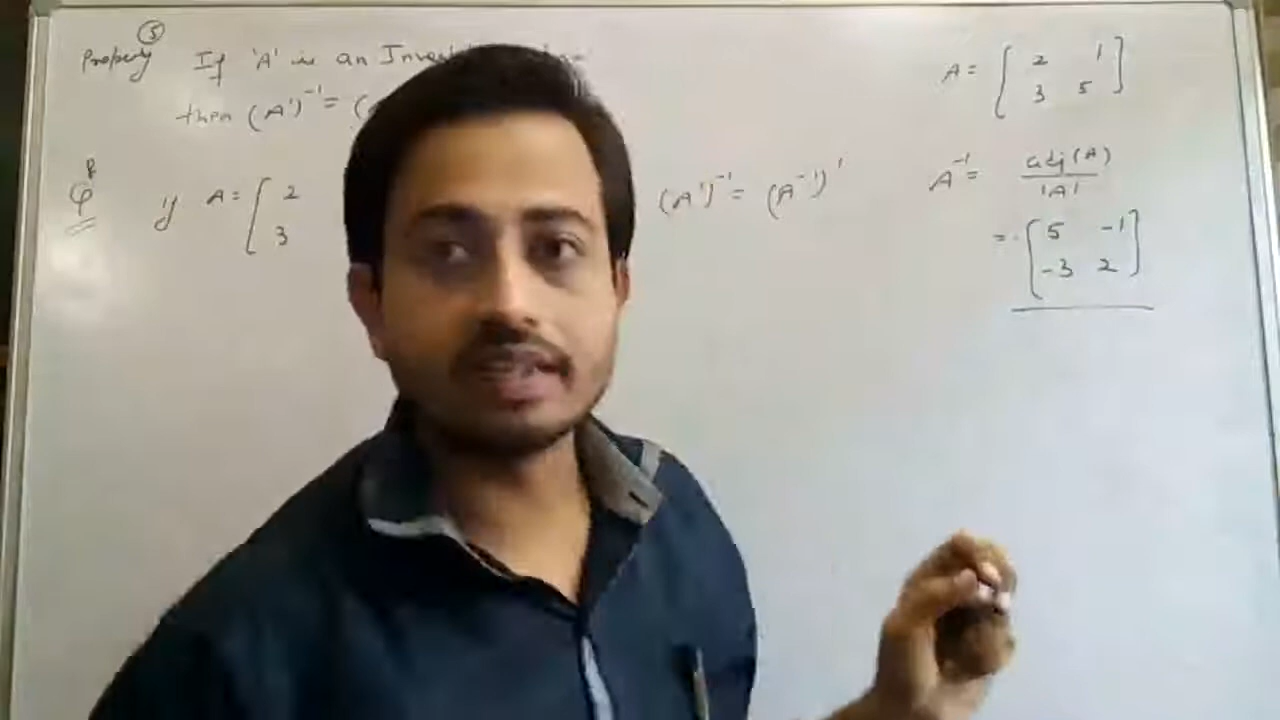 Property ⑤ If 'A' is an
then (A')⁻¹ = (
Q if A = [ 2
3
(A')⁻¹ = (A⁻¹)'
A = [ 2 1
3 5 ]
A⁻¹ = adj(A)
|A|
= [ 5 -1
-3 2 ]